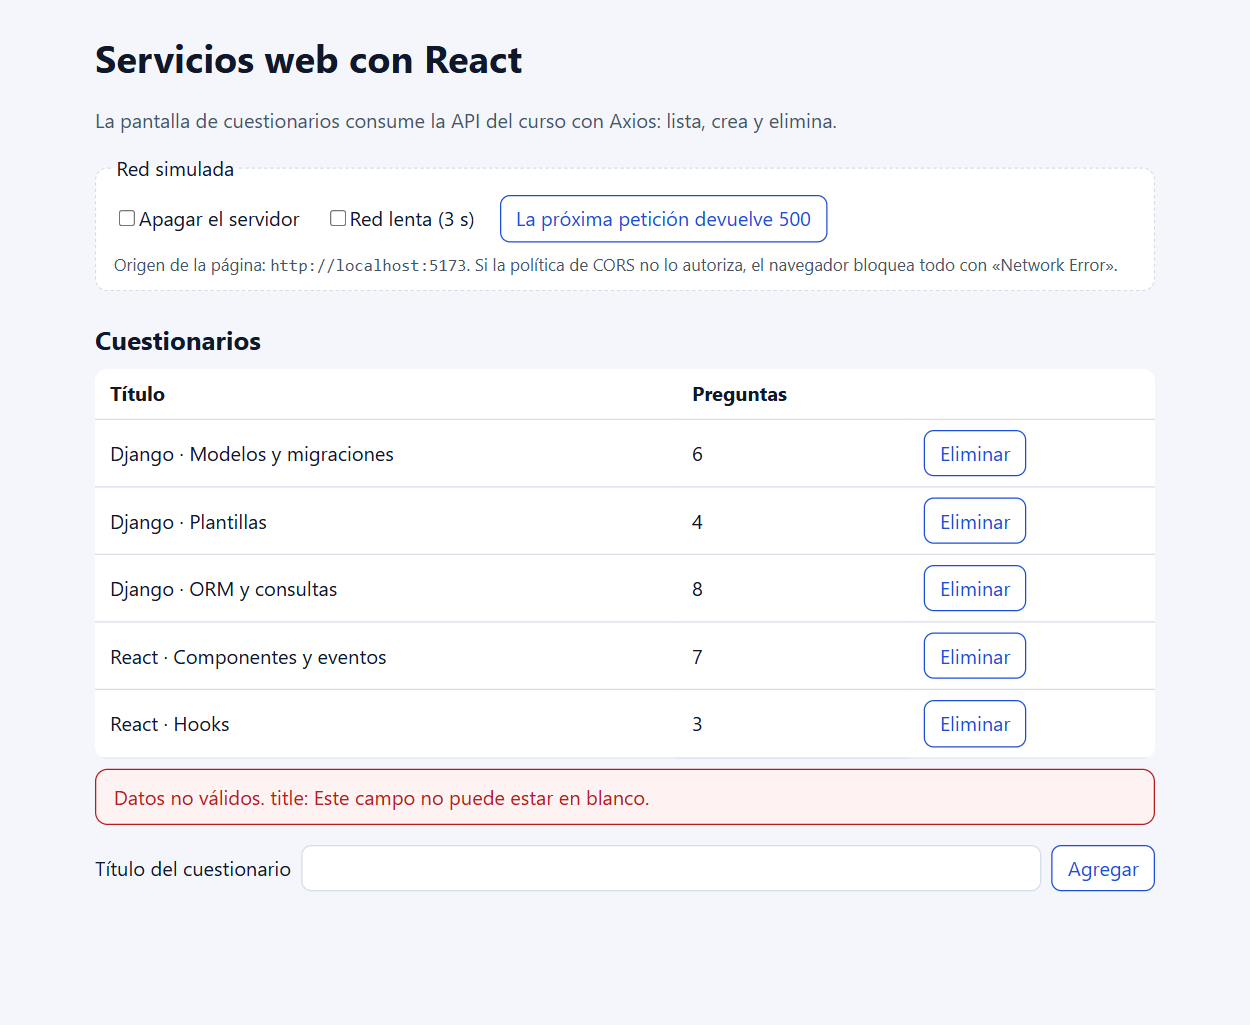 Servicios web con React
La pantalla de cuestionarios consume la API del curso con Axios: lista, crea y elimina.
Red simulada
Apagar el servidor Red lenta (3 s) La próxima petición devuelve 500
Origen de la página: http://localhost:5173. Si la política de CORS no lo autoriza, el navegador bloquea todo con «Network Error».
Cuestionarios
Título Preguntas
Django · Modelos y migraciones 6 Eliminar
Django · Plantillas 4 Eliminar
Django · ORM y consultas 8 Eliminar
React · Componentes y eventos 7 Eliminar
React · Hooks 3 Eliminar
Datos no válidos. title: Este campo no puede estar en blanco.
Título del cuestionario Agregar